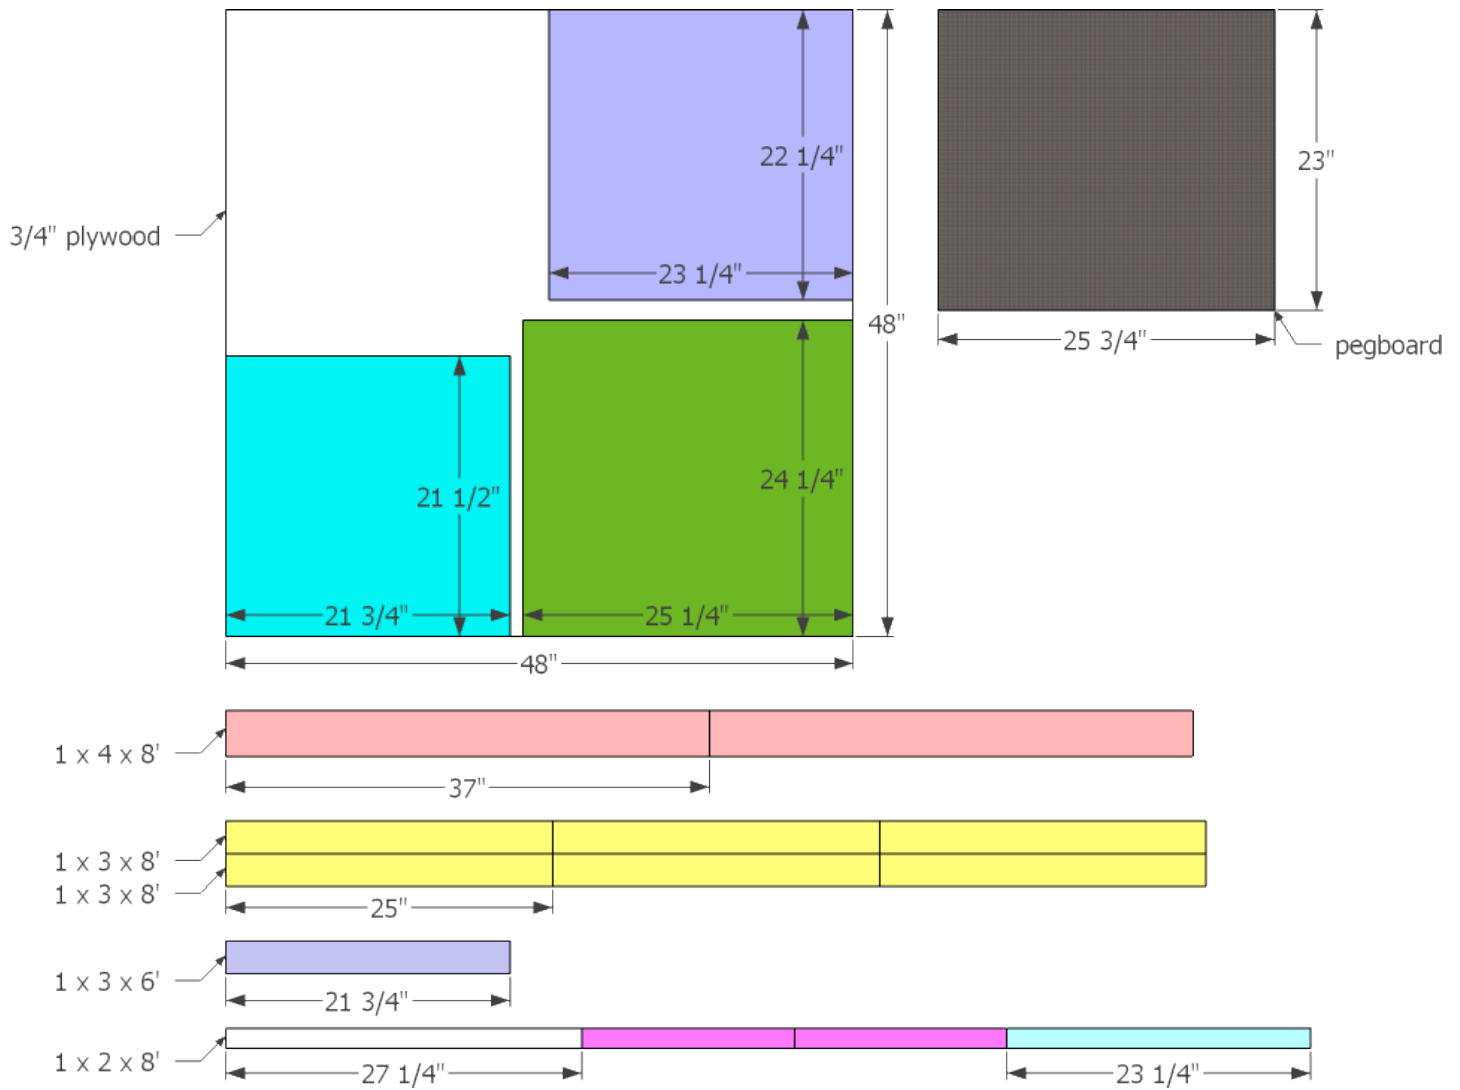 22 1/4"
23"
3/4" plywood
23 1/4"
48"
25 3/4"
pegboard
24 1/4"
21 1/2"
21 3/4"
25 1/4"
48"
1 x 4 x 8'
37"
1 x 3 x 8'
1 x 3 x 8'
25"
1 x 3 x 6'
21 3/4"
1 x 2 x 8'
27 1/4"
23 1/4"